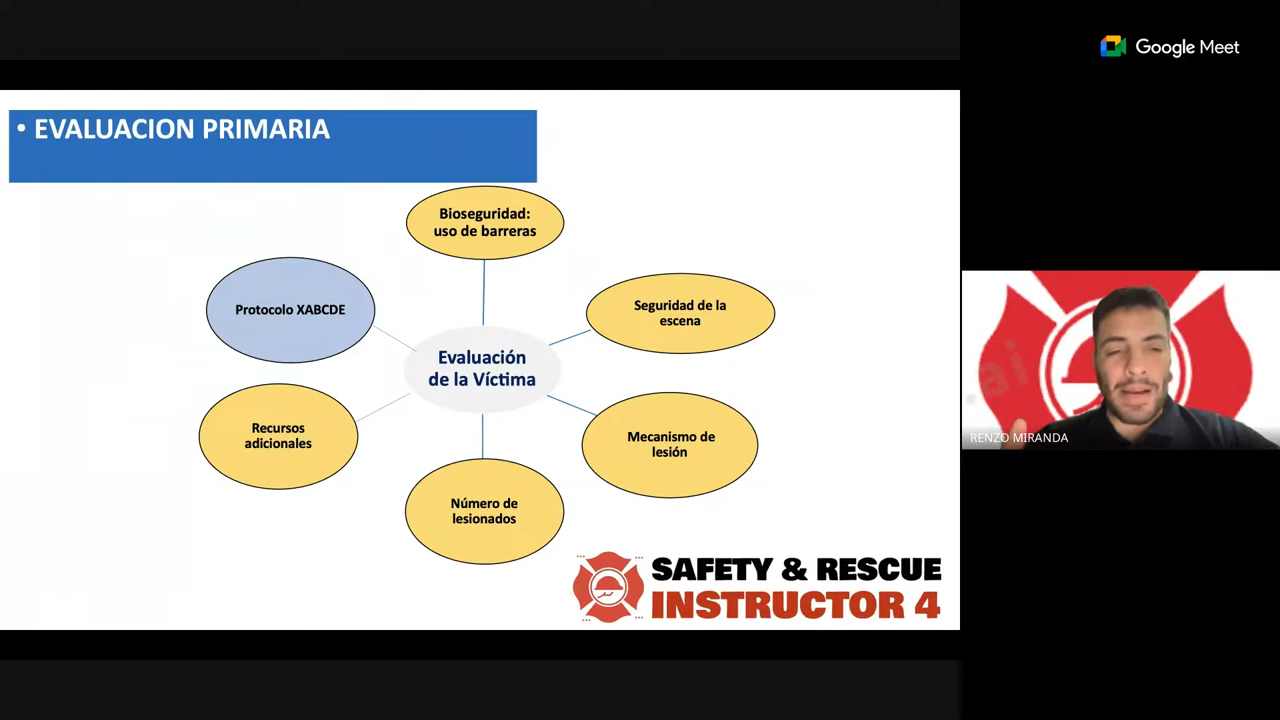 Google Meet
• EVALUACION PRIMARIA
Bioseguridad:
uso de barreras
Protocolo XABCDE
Seguridad de la
escena
Evaluación
de la Víctima
Recursos
adicionales
Mecanismo de
lesión
Número de
lesionados
SAFETY & RESCUE
INSTRUCTOR 4
.ai
RENZO MIRANDA